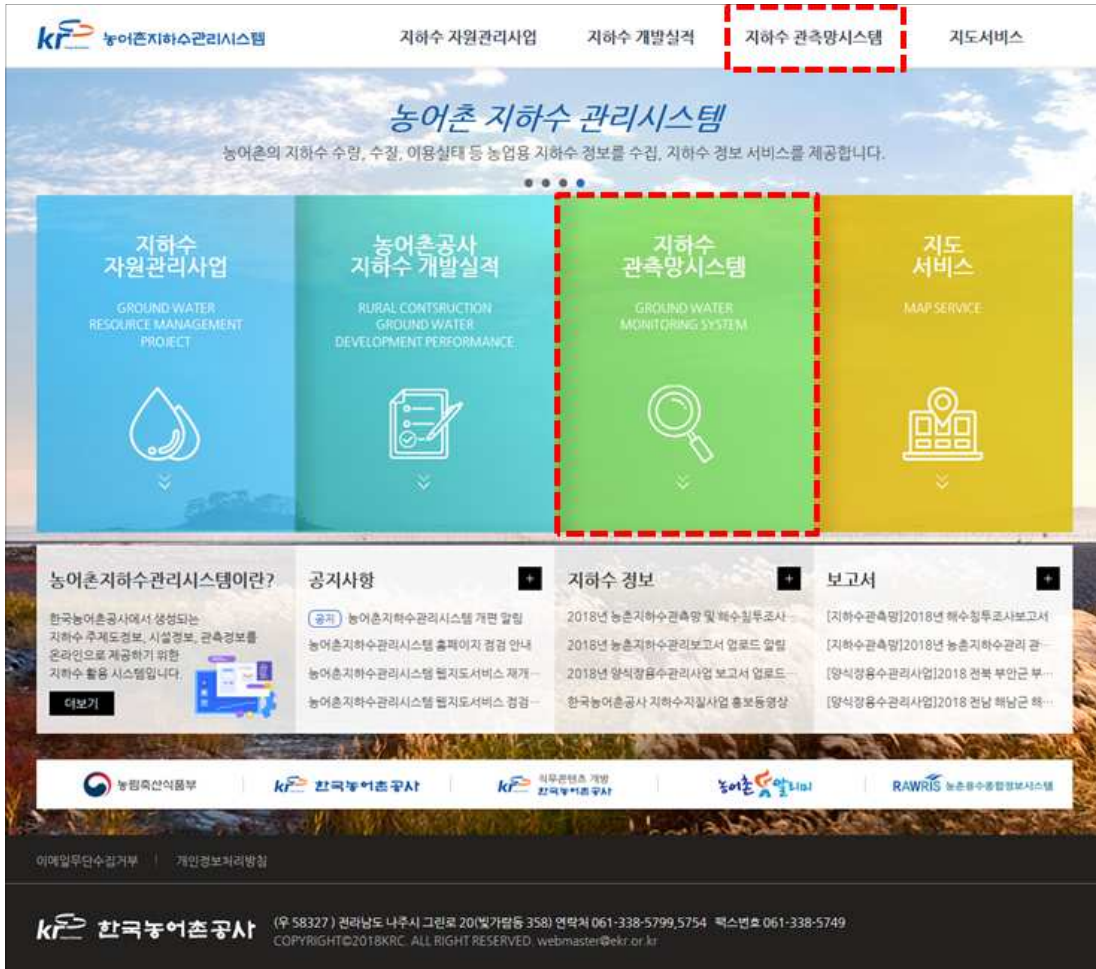 kr 농어촌지하수관리시스템
지하수 자원관리사업 지하수 개발실적 지하수 관측망시스템 지도서비스
농어촌 지하수 관리시스템
농어촌의 지하수 수량, 수질, 이용실태 등 농업용 지하수 정보를 수집, 지하수 정보 서비스를 제공합니다.
지하수
자원관리사업
GROUND WATER
RESOURCE MANAGEMENT
PROJECT
농어촌공사
지하수 개발실적
RURAL CONTSRUCTION
GROUND WATER
DEVELOPMENT PERFORMANCE
지하수
관측망시스템
GROUND WATER
MONITORING SYSTEM
지도
서비스
MAP SERVICE
농어촌지하수관리시스템이란?
한국농어촌공사에서 생성되는
지하수 주제도정보, 시설정보, 관측정보를
온라인으로 제공하기 위한
지하수 활용 시스템입니다.
더보기
공지사항 +
공지 농어촌지하수관리시스템 개편 알림
농어촌지하수관리시스템 홈페이지 점검 안내
농어촌지하수관리시스템 웹지도서비스 재개…
농어촌지하수관리시스템 웹지도서비스 점검…
지하수 정보 +
2018년 농촌지하수관측망 및 해수침투조사…
2018년 농촌지하수관리보고서 업로드 알림
2018년 양식장용수관리사업 보고서 업로드…
한국농어촌공사 지하수지질사업 홍보동영상
보고서 +
[지하수관측망]2018년 해수침투조사보고서
[지하수관측망]2018년 농촌지하수관리 관…
[양식장용수관리사업]2018 전북 부안군 부…
[양식장용수관리사업]2018 전남 해남군 해…
농림축산식품부
kr 한국농어촌공사
kr 직무콘텐츠 개발
한국농어촌공사
농어촌 알리미
RAWRIS 농촌용수종합정보시스템
이메일무단수집거부 | 개인정보처리방침
kr 한국농어촌공사
(우 58327 ) 전라남도 나주시 그린로 20(빛가람동 358) 연락처 061-338-5799,5754 팩스번호 061-338-5749
COPYRIGHT©2018KRC. ALL RIGHT RESERVED. webmaster@ekr.or.kr